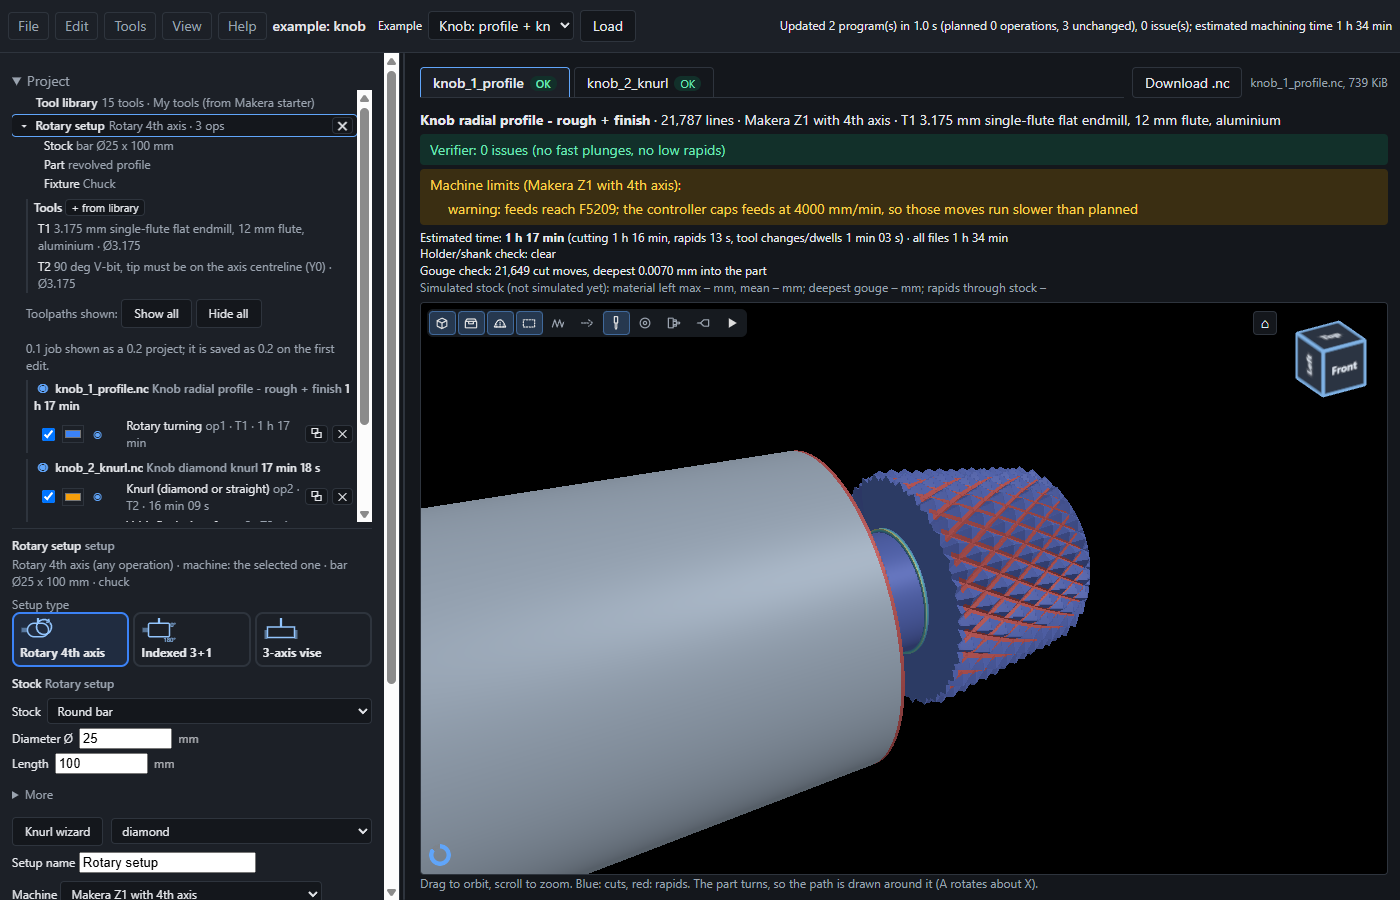 File Edit Tools View Help example: knob Example Knob: profile + kn Load Updated 2 program(s) in 1.0 s (planned 0 operations, 3 unchanged), 0 issue(s); estimated machining time 1 h 34 min
Project
Tool library 15 tools · My tools (from Makera starter)
Rotary setup Rotary 4th axis · 3 ops
Stock bar Ø25 x 100 mm
Part revolved profile
Fixture Chuck
Tools + from library
T1 3.175 mm single-flute flat endmill, 12 mm flute,
aluminium · Ø3.175
T2 90 deg V-bit, tip must be on the axis centreline (Y0) ·
Ø3.175
Toolpaths shown: Show all Hide all
0.1 job shown as a 0.2 project; it is saved as 0.2 on the first
edit.
knob_1_profile.nc Knob radial profile - rough + finish 1
h 17 min
Rotary turning op1 · T1 · 1 h 17
min
knob_2_knurl.nc Knob diamond knurl 17 min 18 s
Knurl (diamond or straight) op2 ·
T2 · 16 min 09 s
Rotary setup setup
Rotary 4th axis (any operation) · machine: the selected one · bar
Ø25 x 100 mm · chuck
Setup type
180°
Rotary 4th axis Indexed 3+1 3-axis vise
Stock Rotary setup
Stock Round bar
Diameter Ø 25 mm
Length 100 mm
More
Knurl wizard diamond
Setup name Rotary setup
Machine Makera Z1 with 4th axis
knob_1_profile OK knob_2_knurl OK Download .nc knob_1_profile.nc, 739 KiB
Knob radial profile - rough + finish · 21,787 lines · Makera Z1 with 4th axis · T1 3.175 mm single-flute flat endmill, 12 mm flute, aluminium
Verifier: 0 issues (no fast plunges, no low rapids)
Machine limits (Makera Z1 with 4th axis):
warning: feeds reach F5209; the controller caps feeds at 4000 mm/min, so those moves run slower than planned
Estimated time: 1 h 17 min (cutting 1 h 16 min, rapids 13 s, tool changes/dwells 1 min 03 s) · all files 1 h 34 min
Holder/shank check: clear
Gouge check: 21,649 cut moves, deepest 0.0070 mm into the part
Simulated stock (not simulated yet): material left max – mm, mean – mm; deepest gouge – mm; rapids through stock –
Top
Left Front
Drag to orbit, scroll to zoom. Blue: cuts, red: rapids. The part turns, so the path is drawn around it (A rotates about X).